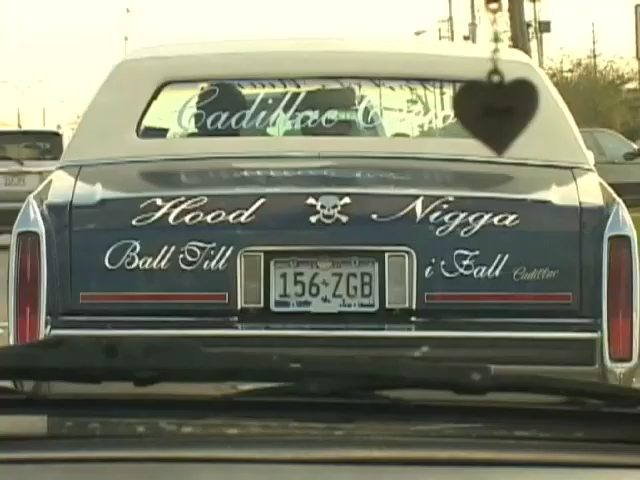 Cadillac
Hood Nigga
Ball Till i Fall Cadillac
156 ZGB